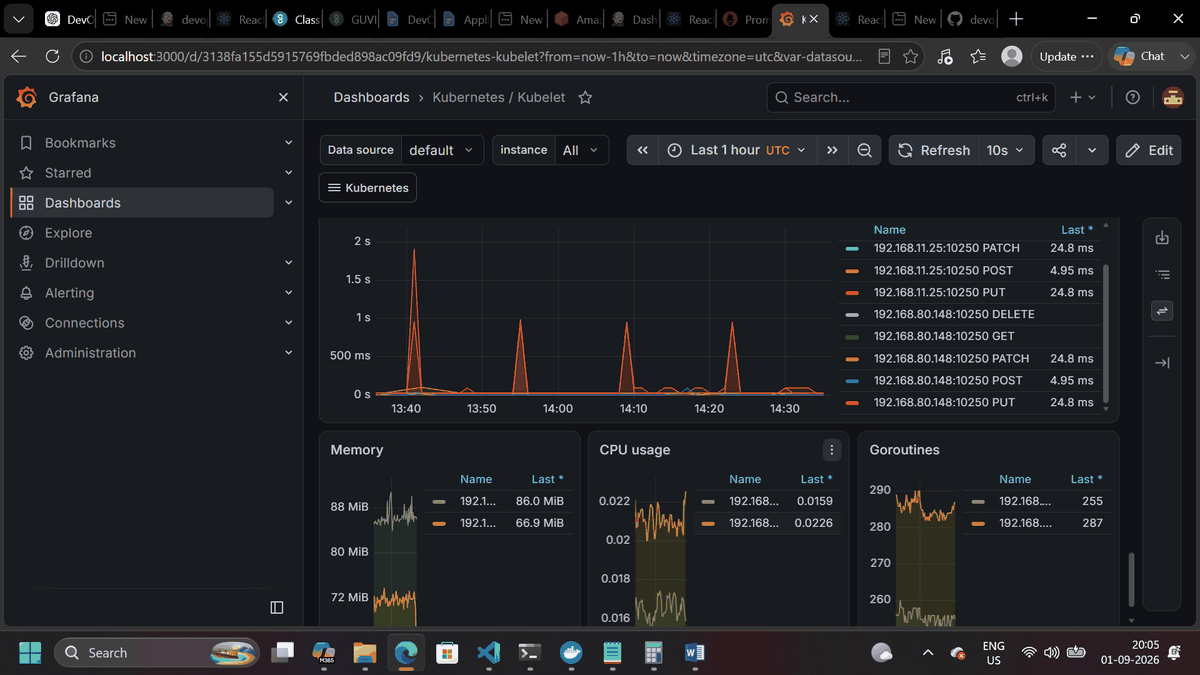 DevO
New
devo
Reac
Class
GUVI
DevO
Appl
New
Ama
Dash
Reac
Pron
K
Reac
New
devo
localhost:3000/d/3138fa155d5915769fbded898ac09fd9/kubernetes-kubelet?from=now-1h&to=now&timezone=utc&var-datasou...
Update
Chat
Grafana
Dashboards › Kubernetes / Kubelet
Search... ctrl+k
Bookmarks
Starred
Dashboards
Explore
Drilldown
Alerting
Connections
Administration
Data source default
instance All
Last 1 hour UTC
Refresh 10s
Edit
Kubernetes
2 s
1.5 s
1 s
500 ms
0 s
13:40 13:50 14:00 14:10 14:20 14:30
Name Last *
192.168.11.25:10250 PATCH 24.8 ms
192.168.11.25:10250 POST 4.95 ms
192.168.11.25:10250 PUT 24.8 ms
192.168.80.148:10250 DELETE
192.168.80.148:10250 GET
192.168.80.148:10250 PATCH 24.8 ms
192.168.80.148:10250 POST 4.95 ms
192.168.80.148:10250 PUT 24.8 ms
Memory
88 MiB
80 MiB
72 MiB
Name Last *
192.1... 86.0 MiB
192.1... 66.9 MiB
CPU usage
0.022
0.02
0.018
0.016
Name Last *
192.168... 0.0159
192.168... 0.0226
Goroutines
290
280
270
260
Name Last *
192.168.... 255
192.168.... 287
Search
M365
ENG
US
20:05
01-09-2026